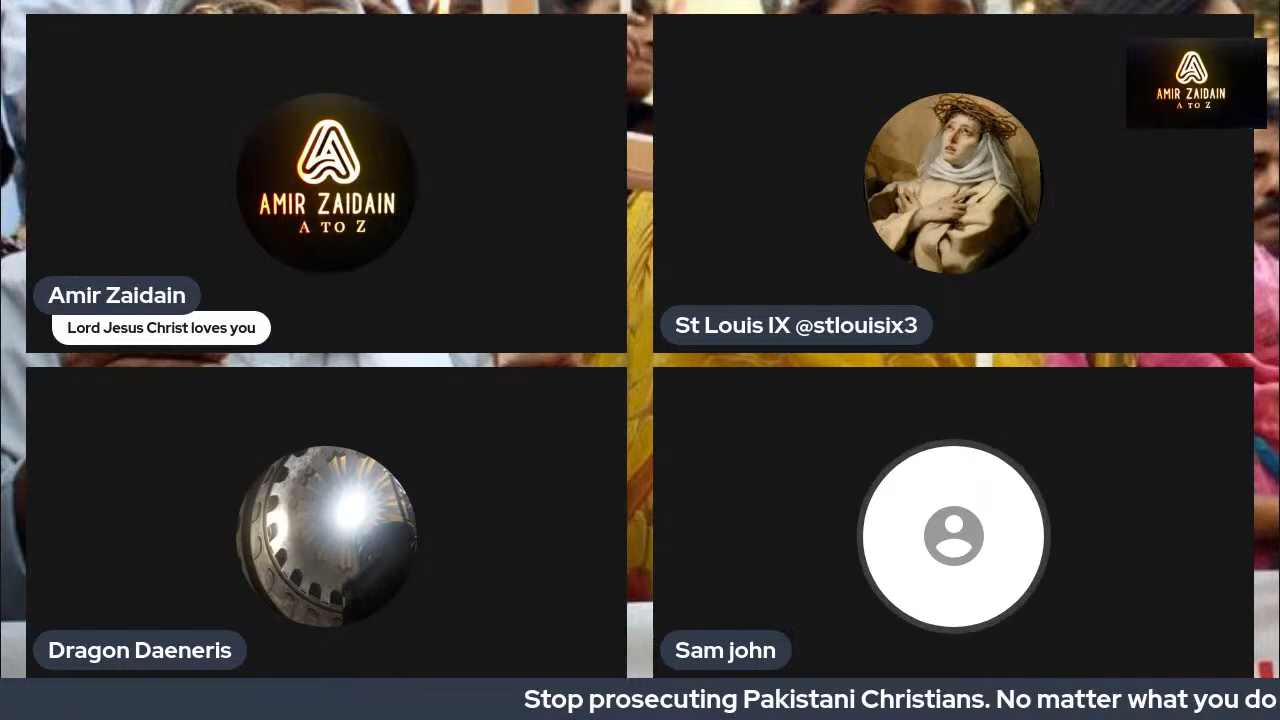 AMIR ZAIDAIN
A TO Z
Amir Zaidain
Lord Jesus Christ loves you
AMIR ZAIDAIN
A TO Z
St Louis IX @stlouisix3
Dragon Daeneris
Sam john
Stop prosecuting Pakistani Christians. No matter what you do